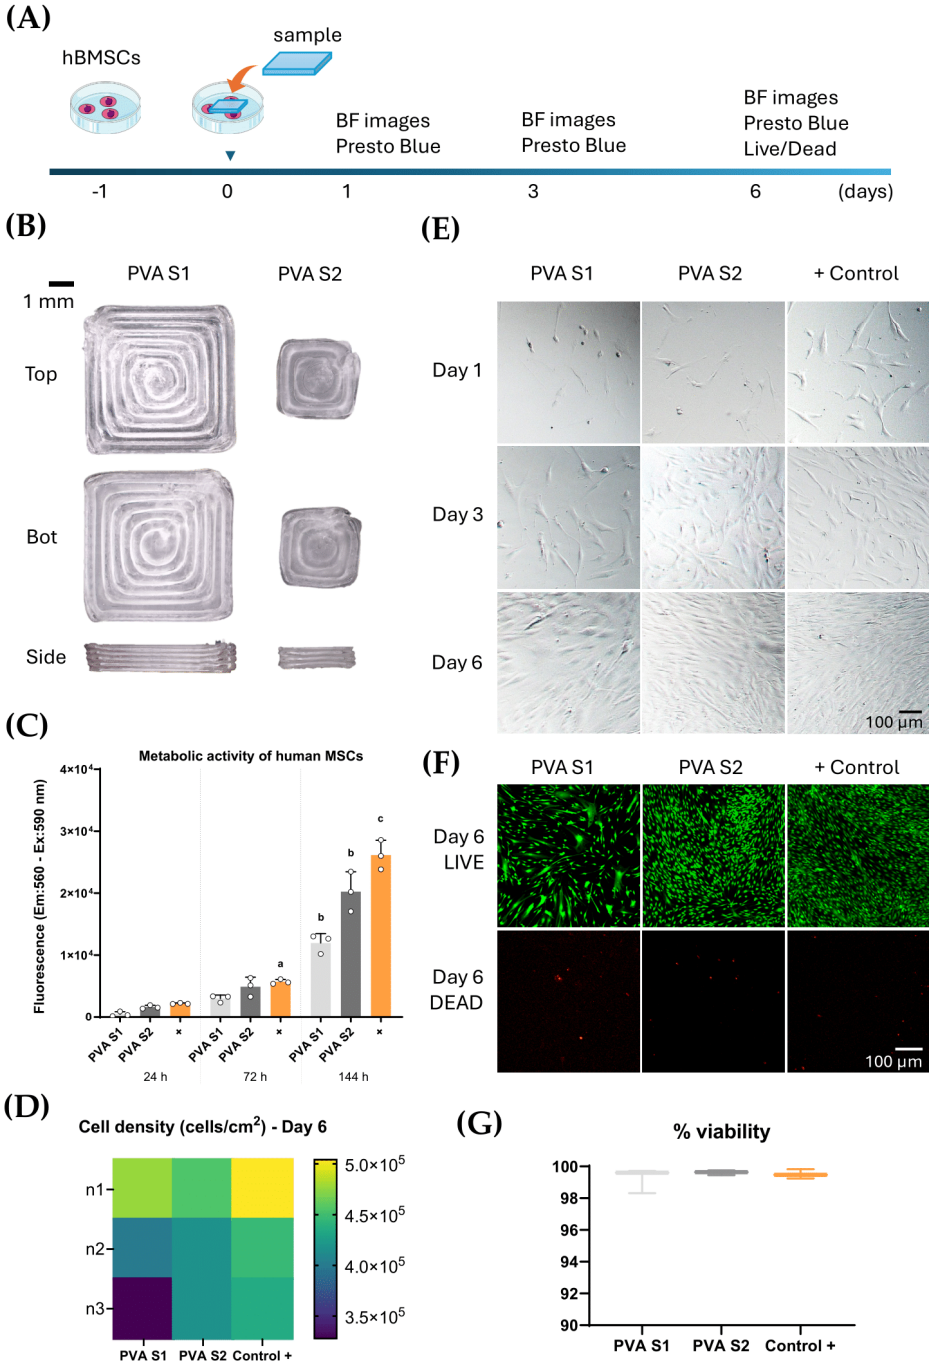 (A)
hBMSCs
sample
BF images
Presto Blue
BF images
Presto Blue
BF images
Presto Blue
Live/Dead
-1
0
1
3
6
(days)
(B)
PVA S1
PVA S2
1 mm
Top
Bot
Side
(C)
Metabolic activity of human MSCs
Fluorescence (Em:560 - Ex:590 nm)
4×10⁴
3×10⁴
2×10⁴
1×10⁴
0
a
b
b
c
PVA S1
PVA S2
+
PVA S1
PVA S2
+
PVA S1
PVA S2
+
24 h
72 h
144 h
(D)
Cell density (cells/cm²) - Day 6
n1
n2
n3
PVA S1
PVA S2
Control +
5.0×10⁵
4.5×10⁵
4.0×10⁵
3.5×10⁵
(E)
PVA S1
PVA S2
+ Control
Day 1
Day 3
Day 6
100 µm
(F)
PVA S1
PVA S2
+ Control
Day 6
LIVE
Day 6
DEAD
100 µm
(G)
% viability
100
98
96
94
92
90
PVA S1
PVA S2
Control +